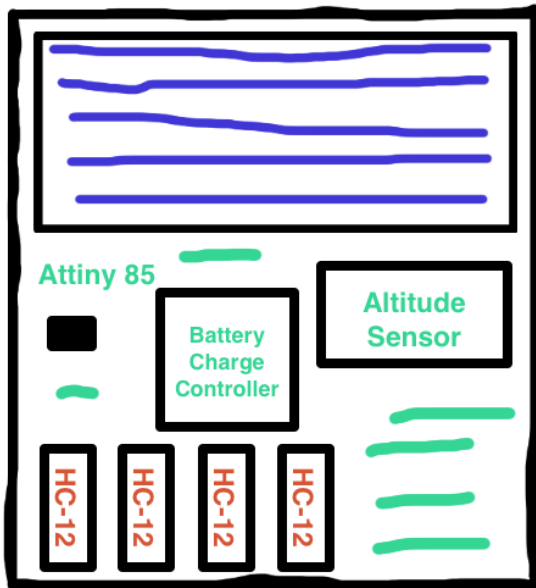 Attiny 85
Altitude
Sensor
Battery
Charge
Controller
HC-12
HC-12
HC-12
HC-12